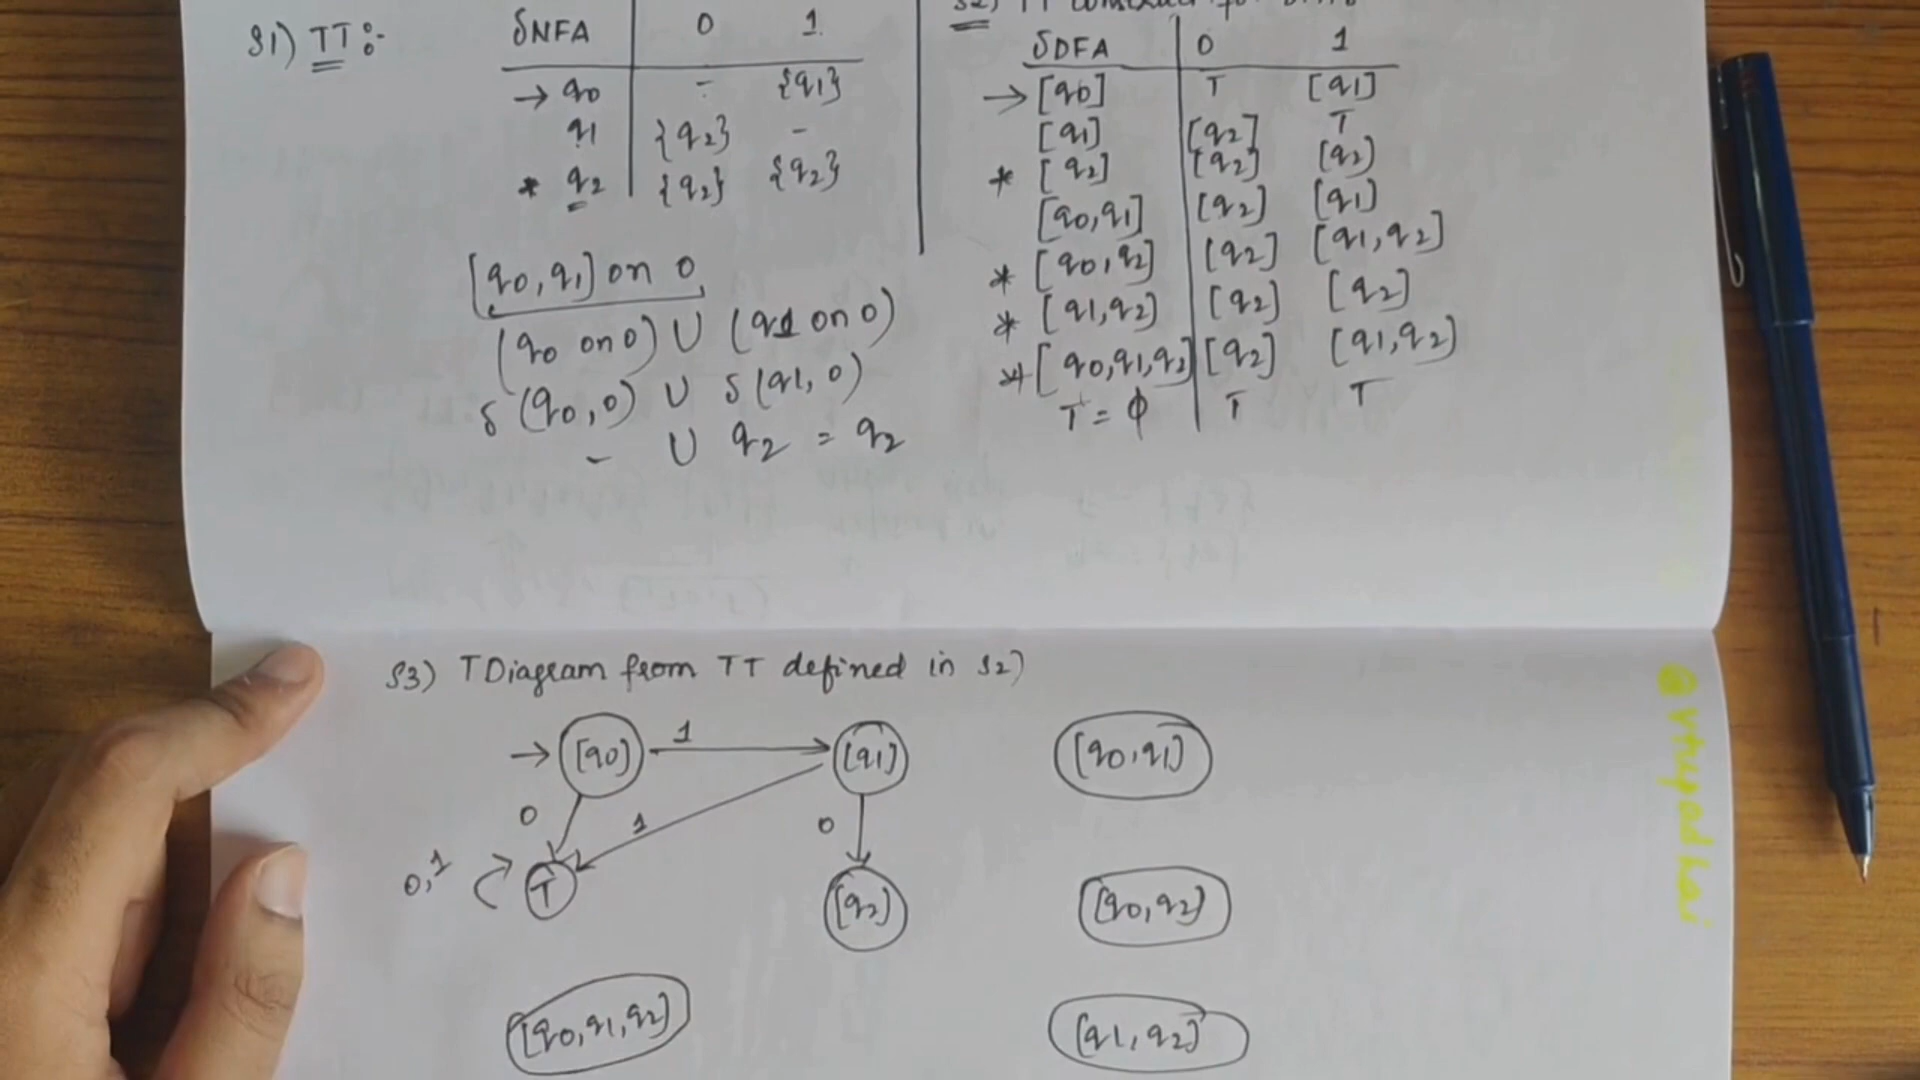 S1) TT :-
δNFA 0 1
→ q0 - {q1}
q1 {q2} -
* q2 {q2} {q2}
[q0,q1] on 0
(q0 on 0) U (q1 on 0)
δ (q0,0) U δ(q1,0)
- U q2 = q2
S2) TT
δDFA 0 1
→ [q0] T [q1]
[q1] [q2] T
* [q2] [q2] [q2]
[q0,q1] [q2] [q1]
* [q0,q2] [q2] [q1,q2]
* [q1,q2] [q2] [q2]
* [q0,q1,q2] [q2] [q1,q2]
T = ϕ T T
S3) TDiagram from TT defined in S2)
→ [q0] 1 [q1] [q0,q1]
0 1 0
0,1 T [q2] [q0,q2]
[q0,q1,q2] [q1,q2]
@vtupadhai